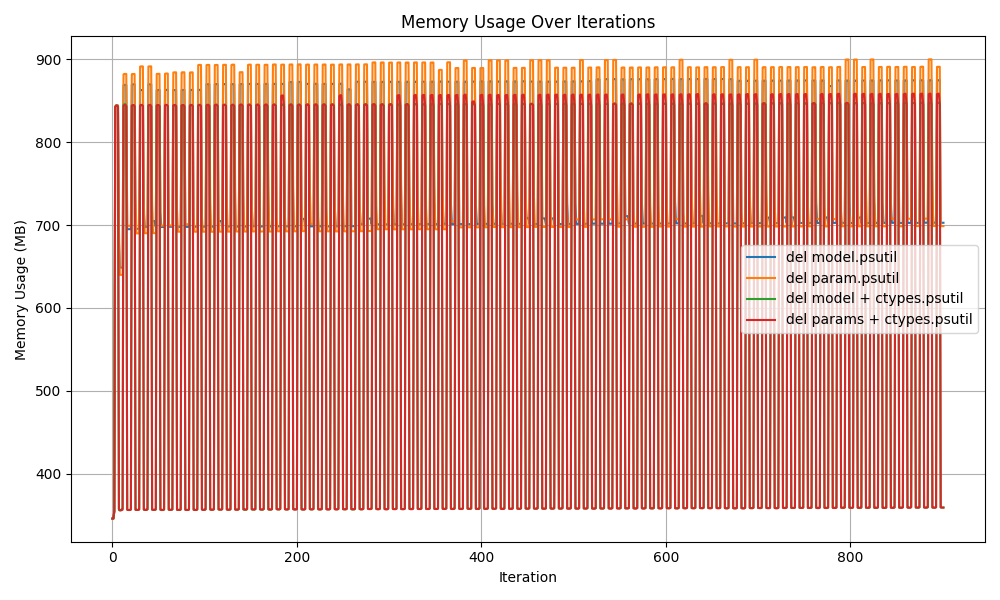 Memory Usage Over Iterations
Memory Usage (MB)
900
800
700
600
500
400
del model.psutil
del param.psutil
del model + ctypes.psutil
del params + ctypes.psutil
0
200
400
600
800
Iteration